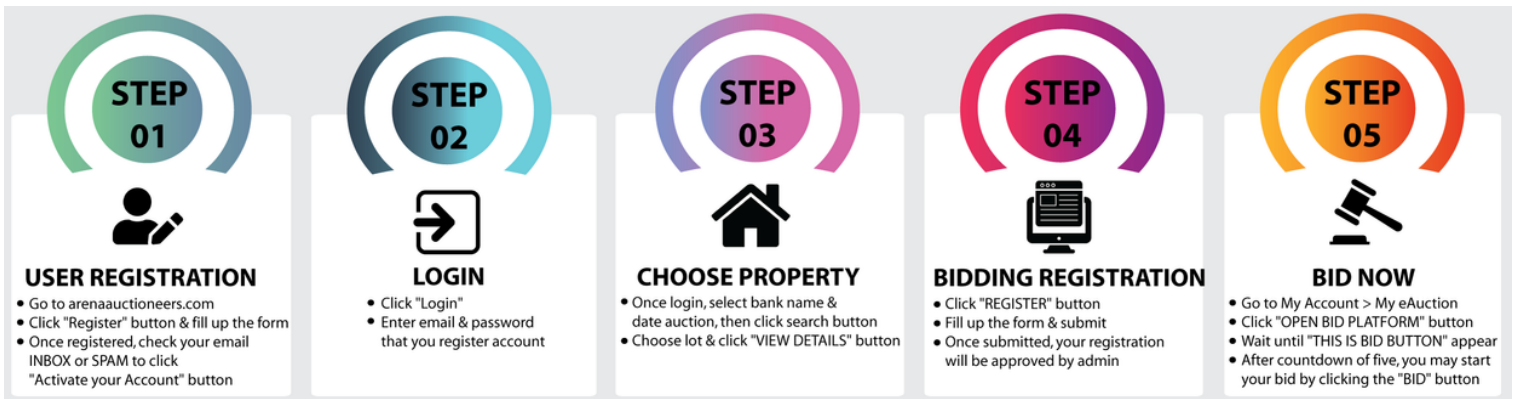 STEP
01
USER REGISTRATION
• Go to arenaauctioneers.com
• Click "Register" button & fill up the form
• Once registered, check your email
INBOX or SPAM to click
"Activate your Account" button
STEP
02
LOGIN
• Click "Login"
• Enter email & password
that you register account
STEP
03
CHOOSE PROPERTY
• Once login, select bank name &
date auction, then click search button
• Choose lot & click "VIEW DETAILS" button
STEP
04
BIDDING REGISTRATION
• Click "REGISTER" button
• Fill up the form & submit
• Once submitted, your registration
will be approved by admin
STEP
05
BID NOW
• Go to My Account > My eAuction
• Click "OPEN BID PLATFORM" button
• Wait until "THIS IS BID BUTTON" appear
• After countdown of five, you may start
your bid by clicking the "BID" button